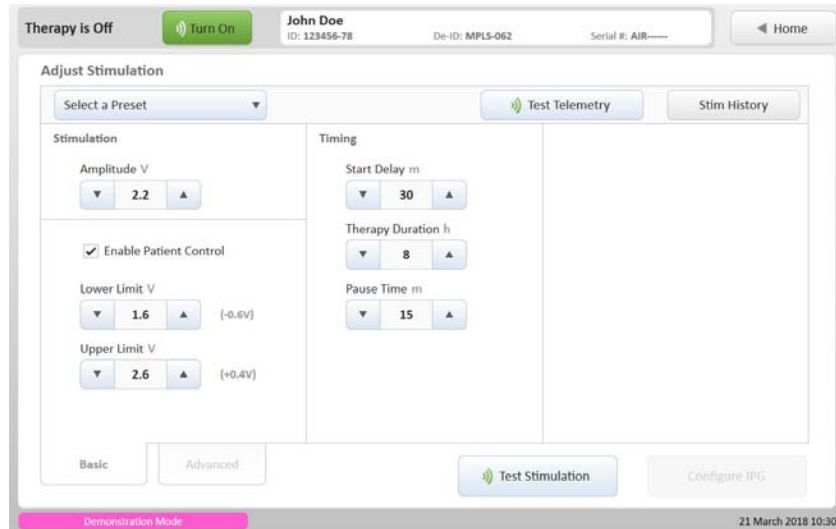 Therapy is Off
Turn On
John Doe
ID: 123456-78 De-ID: MPLS-062 Serial #: AIR------
Home
Adjust Stimulation
Select a Preset
Test Telemetry
Stim History
Stimulation
Amplitude V
2.2
Enable Patient Control
Lower Limit V
1.6 (-0.6V)
Upper Limit V
2.6 (+0.4V)
Timing
Start Delay m
30
Therapy Duration h
8
Pause Time m
15
Basic
Advanced
Test Stimulation
Configure IPG
Demonstration Mode
21 March 2018 10:30